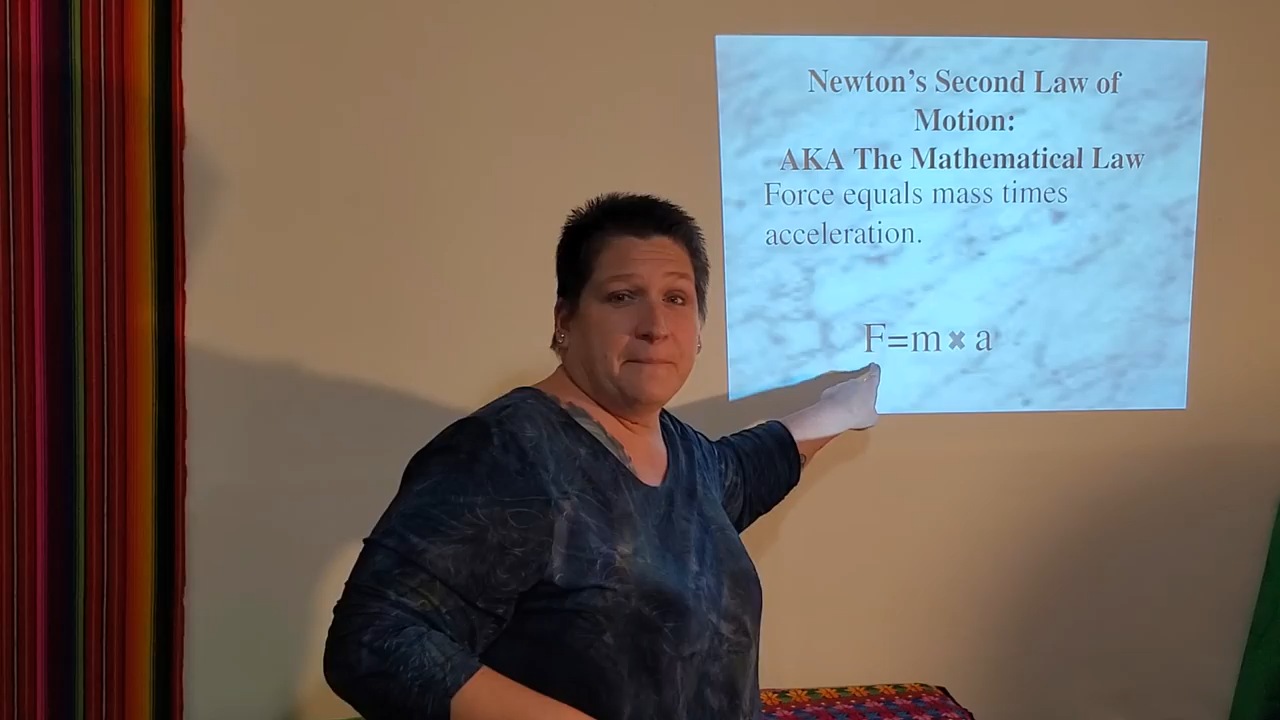 Newton’s Second Law of
Motion:
AKA The Mathematical Law
Force equals mass times
acceleration.
F=m✖a